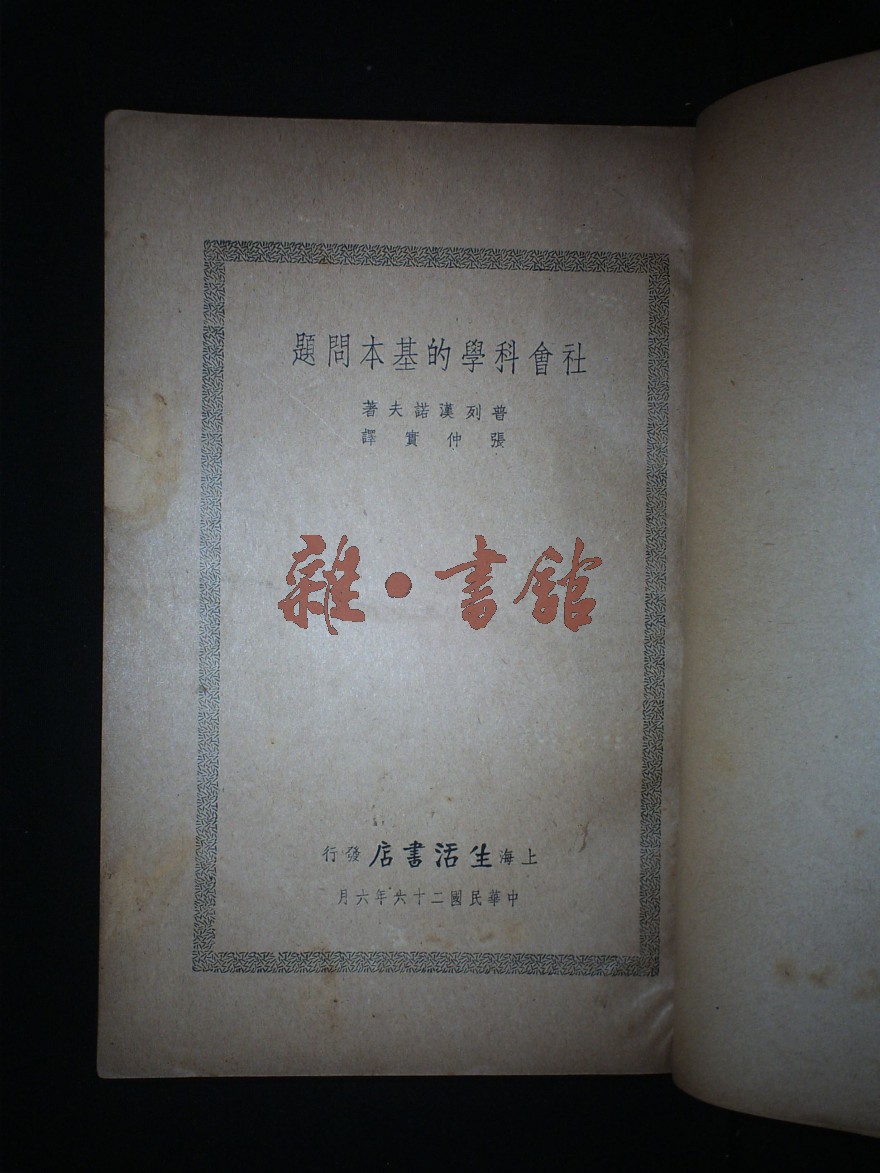 社會科學的基本問題
普列漢諾夫著
張仲實譯
雜·書館
上海生活書店發行
中華民國二十六年六月